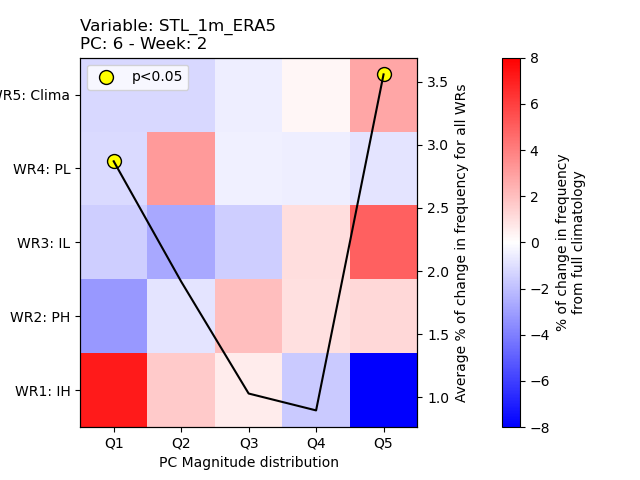 Variable: STL_1m_ERA5
PC: 6 - Week: 2
p<0.05
WR5: Clima
WR4: PL
WR3: IL
WR2: PH
WR1: IH
Q1 Q2 Q3 Q4 Q5
PC Magnitude distribution
3.5
3.0
2.5
2.0
1.5
1.0
Average % of change in frequency for all WRs
8
6
4
2
0
−2
−4
−6
−8
% of change in frequency
from full climatology